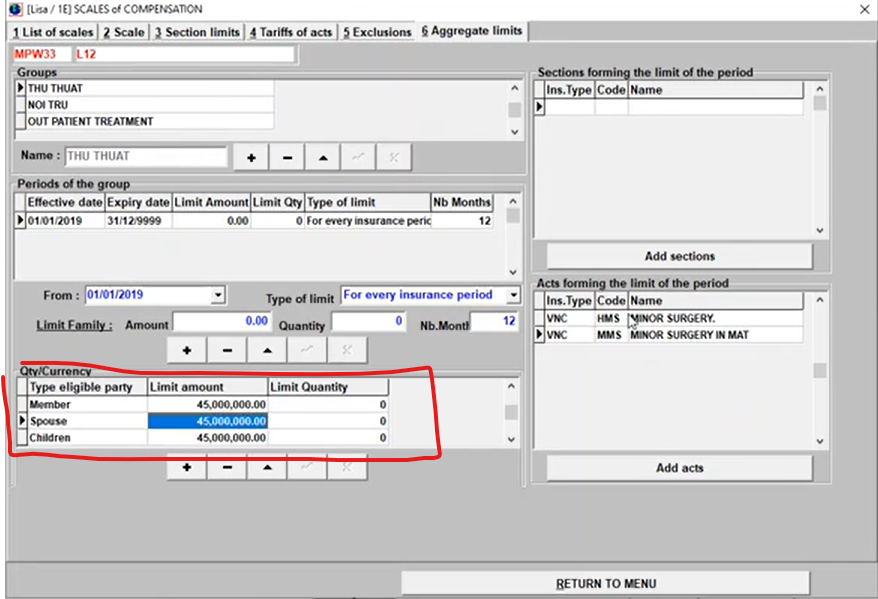 [Lisa / 1E] SCALES of COMPENSATION
1 List of scales 2 Scale 3 Section limits 4 Tariffs of acts 5 Exclusions 6 Aggregate limits
MPW33 L12
Groups
THU THUAT
NOI TRU
OUT PATIENT TREATMENT
Name : THU THUAT
Periods of the group
Effective date Expiry date Limit Amount Limit Qty Type of limit Nb Months
01/01/2019 31/12/9999 0.00 0 For every insurance peric 12
From : 01/01/2019 Type of limit For every insurance period
Limit Family : Amount 0.00 Quantity 0 Nb.Month 12
Qty/Currency
Type eligible party Limit amount Limit Quantity
Member 45,000,000.00 0
Spouse 45,000,000.00 0
Children 45,000,000.00 0
Sections forming the limit of the period
Ins.Type Code Name
Add sections
Acts forming the limit of the period
Ins.Type Code Name
VNC HMS MINOR SURGERY.
VNC MMS MINOR SURGERY IN MAT
Add acts
RETURN TO MENU